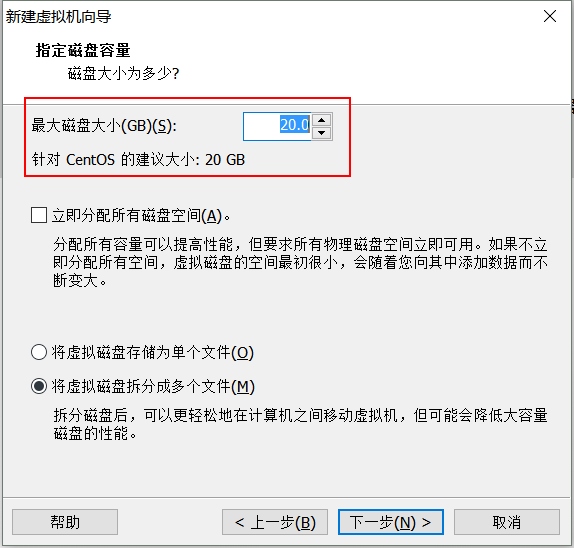 新建虚拟机向导
指定磁盘容量
磁盘大小为多少?
最大磁盘大小(GB)(S):
20.0
针对 CentOS 的建议大小: 20 GB
立即分配所有磁盘空间(A)。
分配所有容量可以提高性能，但要求所有物理磁盘空间立即可用。如果不立
即分配所有空间，虚拟磁盘的空间最初很小，会随着您向其中添加数据而不
断变大。
将虚拟磁盘存储为单个文件(O)
将虚拟磁盘拆分成多个文件(M)
拆分磁盘后，可以更轻松地在计算机之间移动虚拟机，但可能会降低大容量
磁盘的性能。
帮助
< 上一步(B)
下一步(N) >
取消